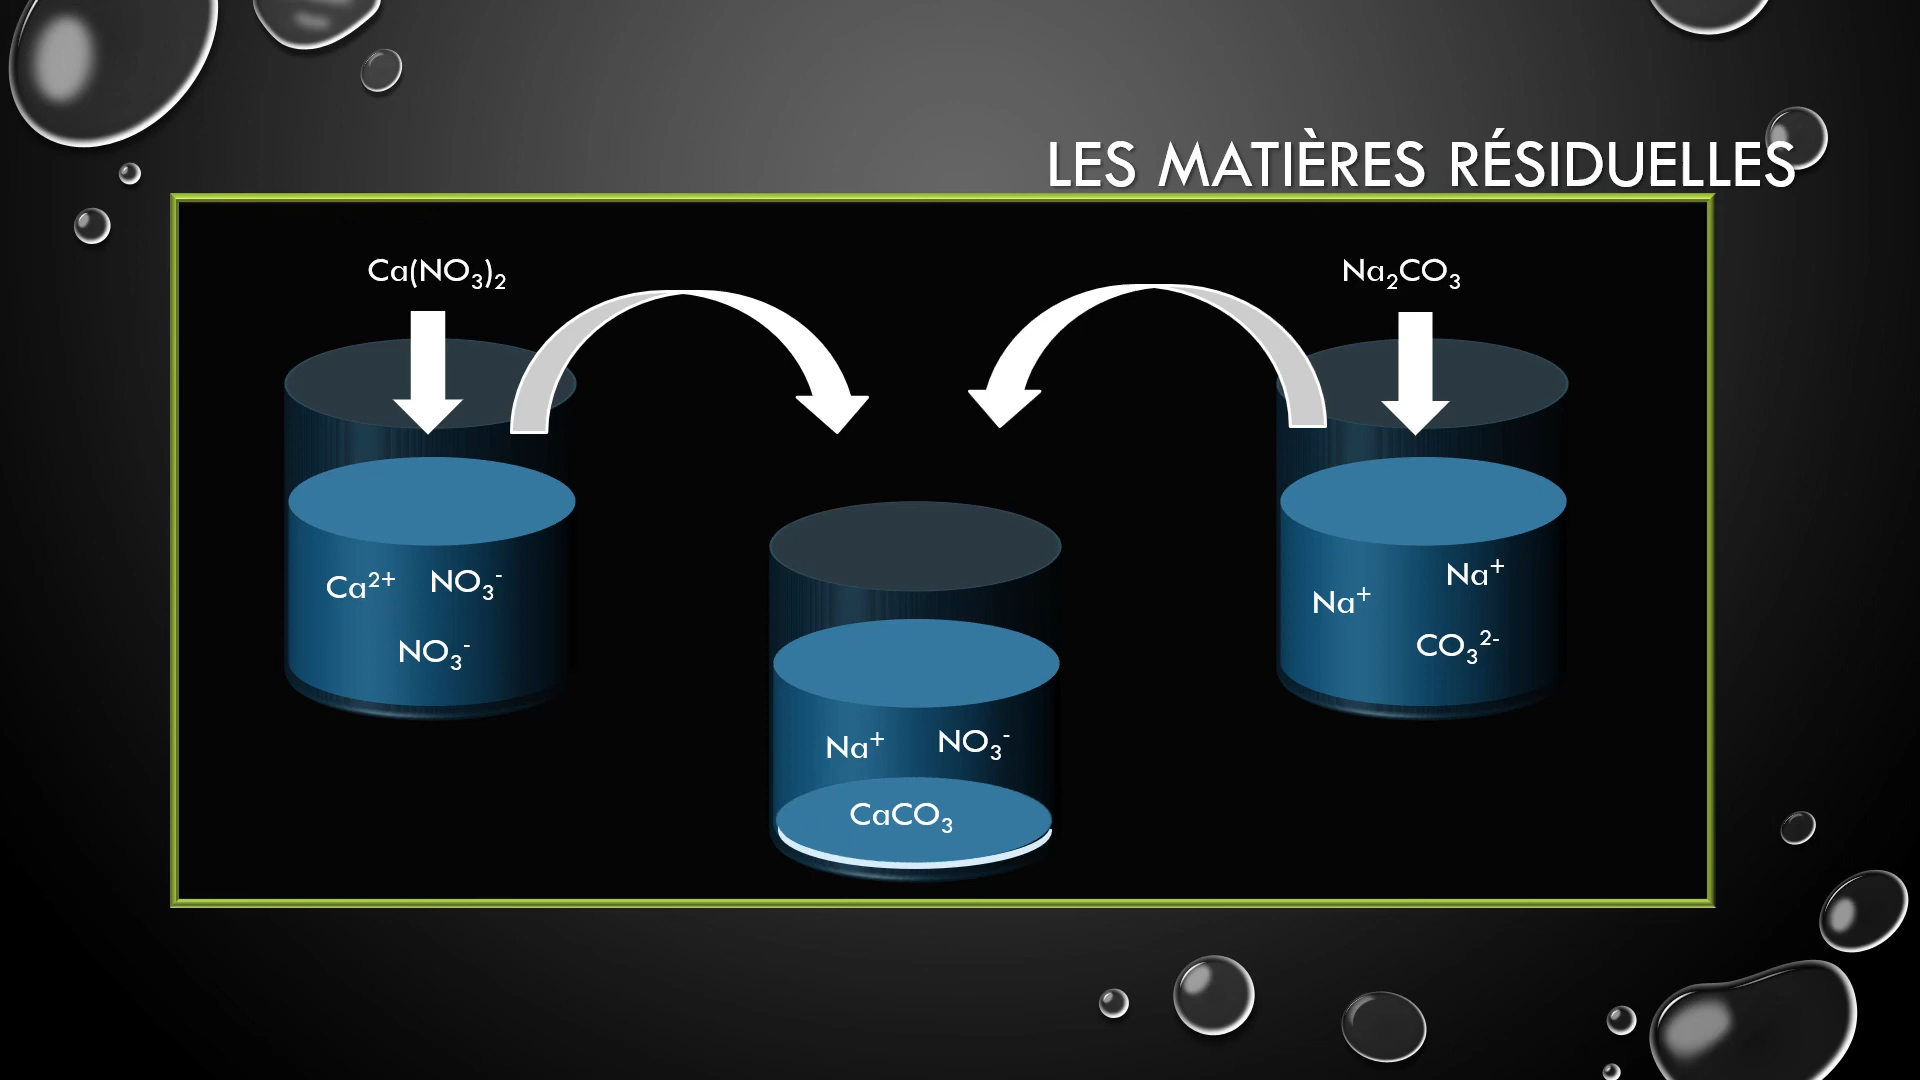 LES MATIÈRES RÉSIDUELLES
Ca(NO₃)₂
Na₂CO₃
Ca²⁺ NO₃⁻
NO₃⁻
Na⁺
Na⁺
CO₃²⁻
Na⁺ NO₃⁻
CaCO₃